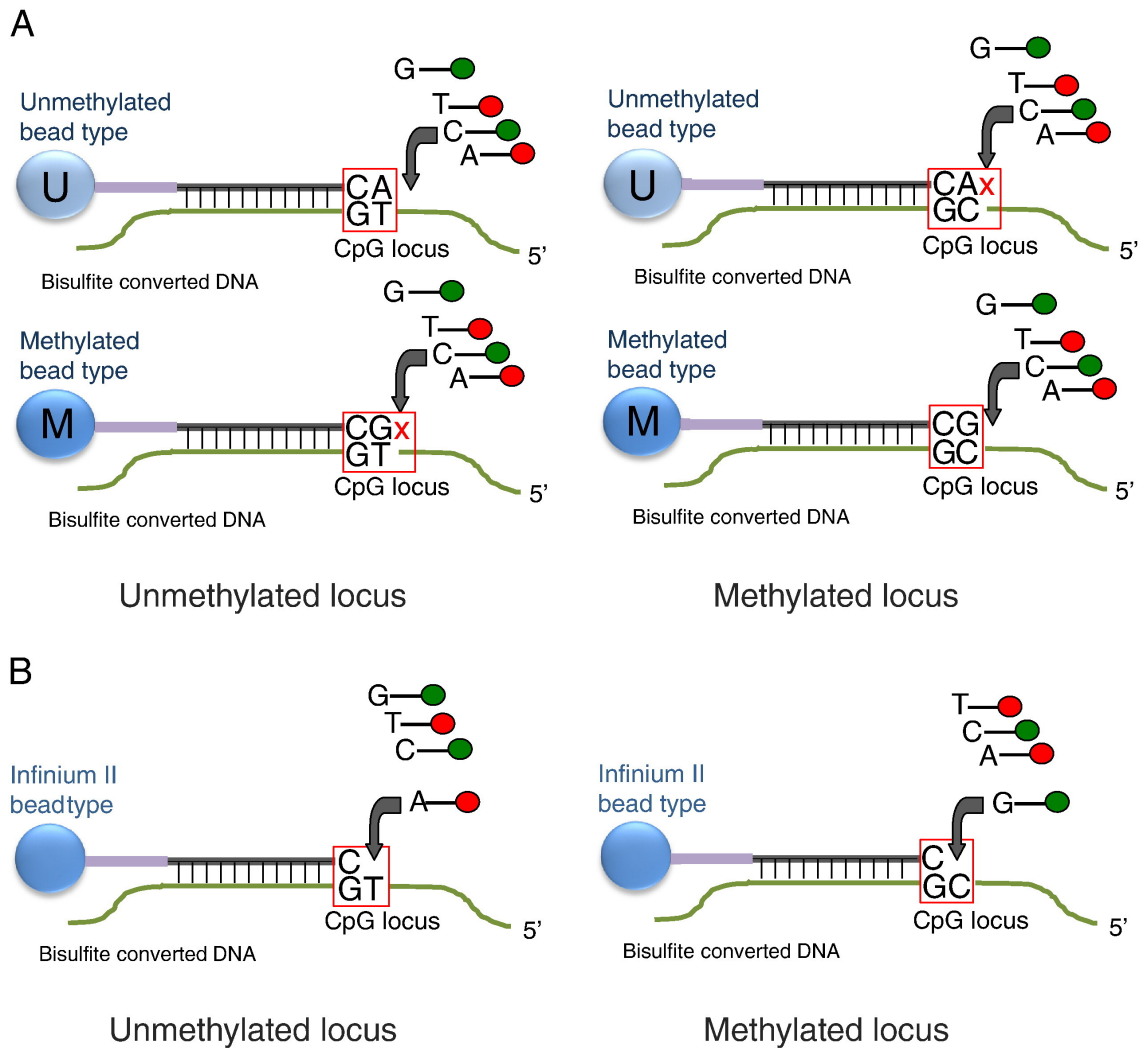 A
G
T
C
A
Unmethylated
bead type
U
CA
GT
CpG locus
5’
Bisulfite converted DNA
G
T
C
A
Unmethylated
bead type
U
CAx
GC
CpG locus
5’
Bisulfite converted DNA
G
T
C
A
Methylated
bead type
M
CGx
GT
CpG locus
5’
Bisulfite converted DNA
G
T
C
A
Methylated
bead type
M
CG
GC
CpG locus
5’
Bisulfite converted DNA
Unmethylated locus
Methylated locus
B
G
T
C
A
Infinium II
beadtype
C
GT
CpG locus
5’
Bisulfite converted DNA
T
C
A
G
Infinium II
bead type
C
GC
CpG locus
5’
Bisulfite converted DNA
Unmethylated locus
Methylated locus